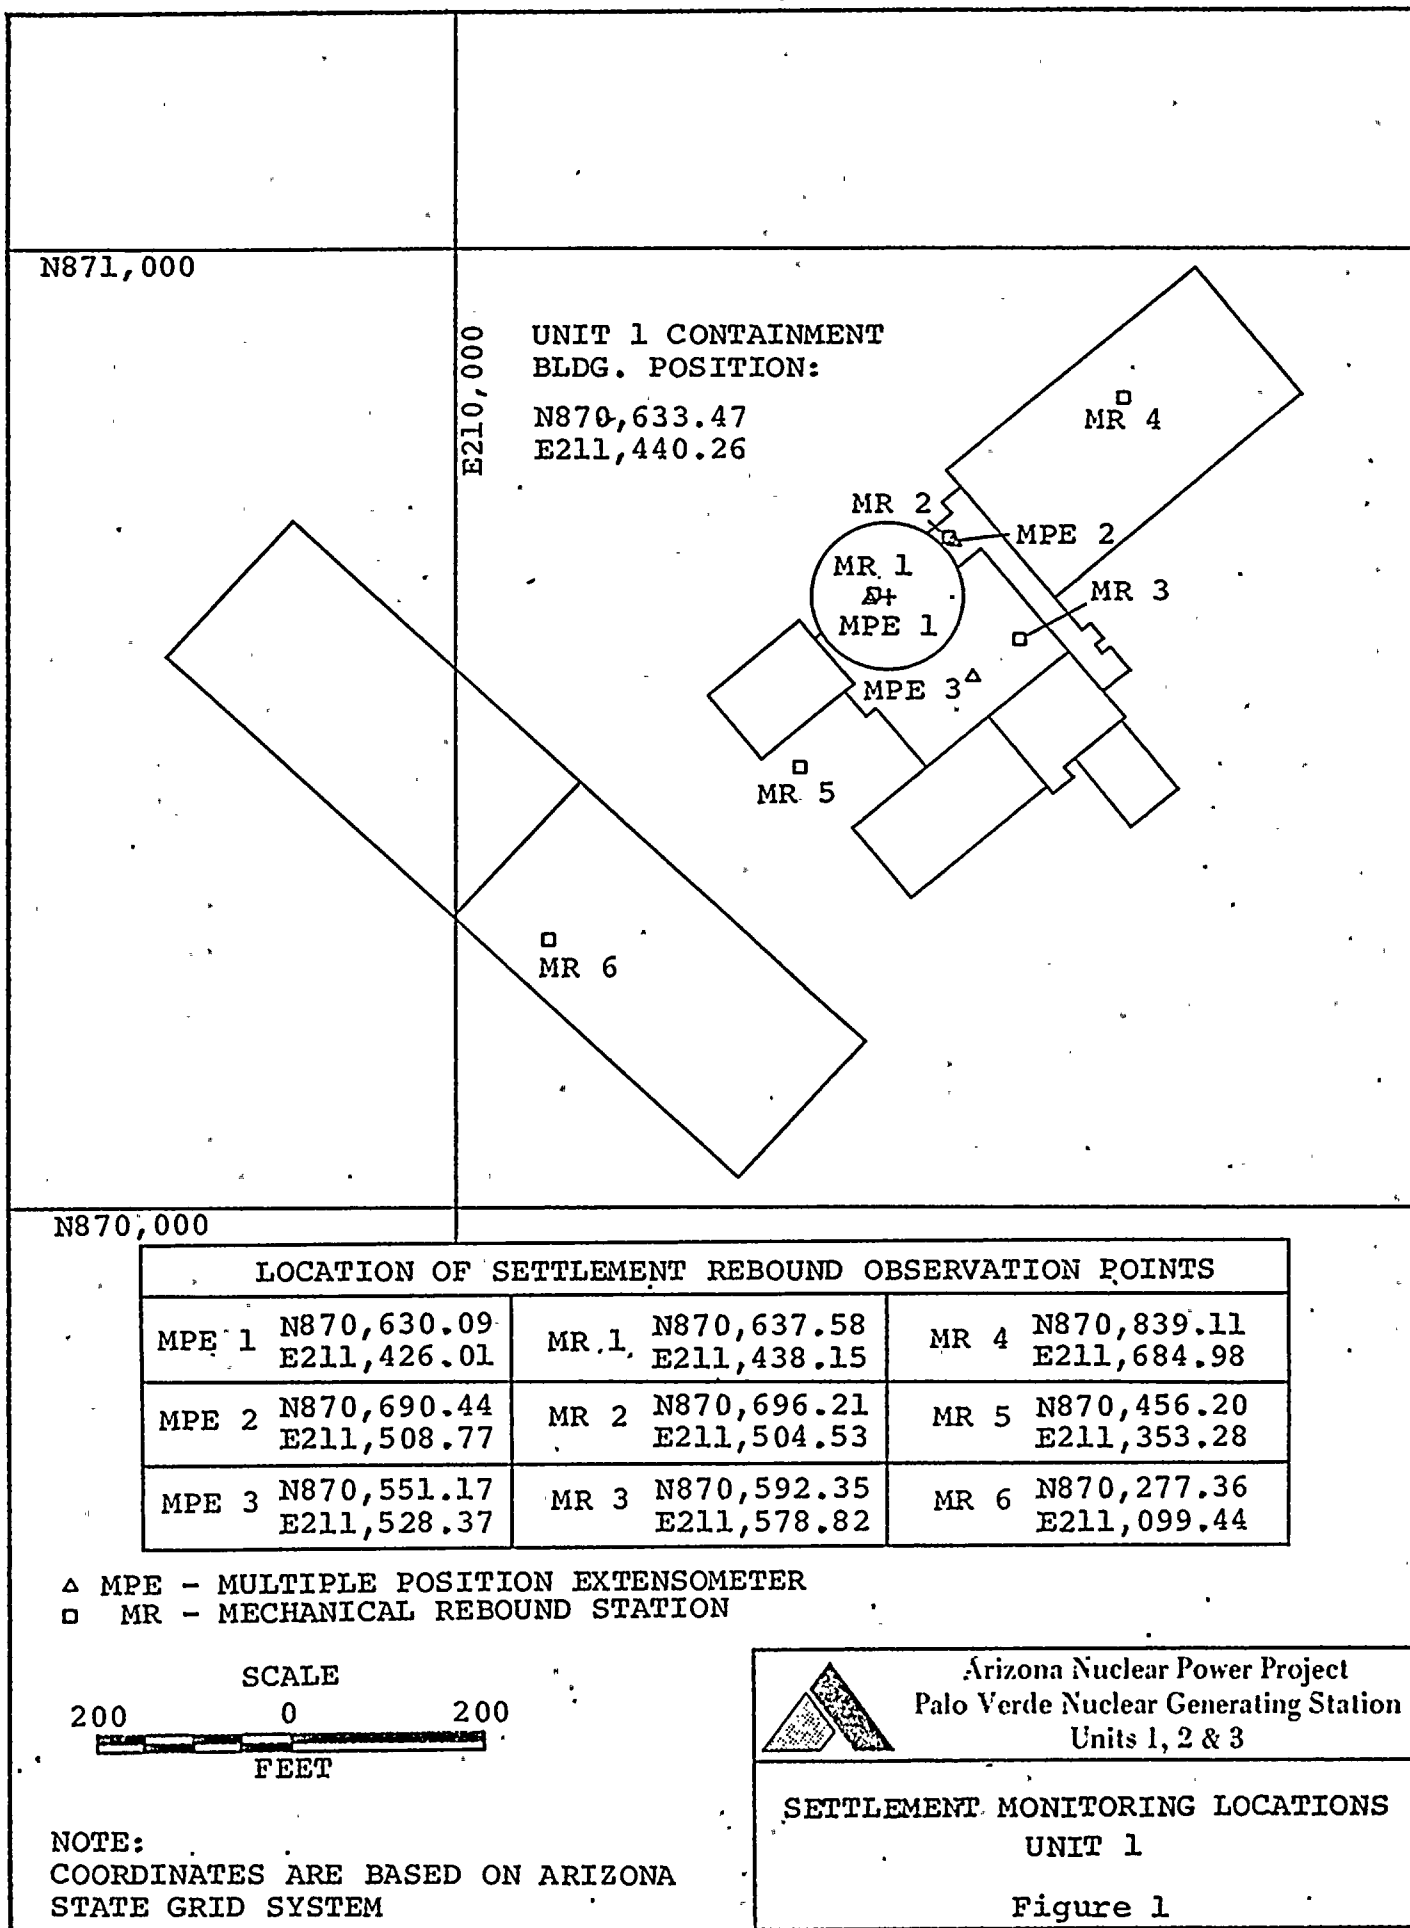 N871,000
E210,000
UNIT 1 CONTAINMENT
BLDG. POSITION:
N870,633.47
E211,440.26
MR 4
MR 2
MPE 2
MR 1
MPE 1
MR 3
MPE 3
MR 5
MR 6
N870,000
LOCATION OF SETTLEMENT REBOUND OBSERVATION POINTS
MPE 1 N870,630.09 E211,426.01
MR 1 N870,637.58 E211,438.15
MR 4 N870,839.11 E211,684.98
MPE 2 N870,690.44 E211,508.77
MR 2 N870,696.21 E211,504.53
MR 5 N870,456.20 E211,353.28
MPE 3 N870,551.17 E211,528.37
MR 3 N870,592.35 E211,578.82
MR 6 N870,277.36 E211,099.44
△ MPE - MULTIPLE POSITION EXTENSOMETER
□ MR - MECHANICAL REBOUND STATION
SCALE
200 0 200
FEET
NOTE:
COORDINATES ARE BASED ON ARIZONA
STATE GRID SYSTEM
Arizona Nuclear Power Project
Palo Verde Nuclear Generating Station
Units 1, 2 & 3
SETTLEMENT MONITORING LOCATIONS
UNIT 1
Figure 1